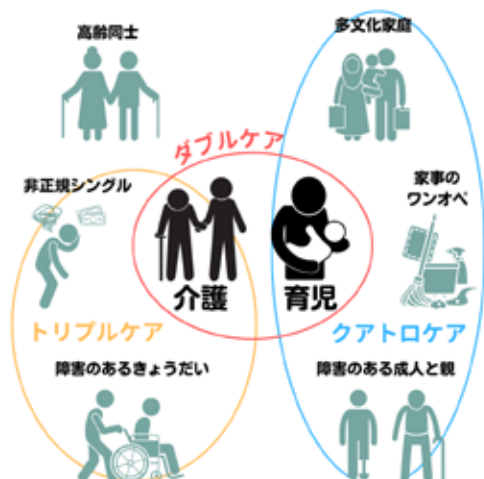 高齢同士
多文化家庭
ダブルケア
非正規シングル
家事の
ワンオペ
介護
育児
トリプルケア
クアトロケア
障害のあるきょうだい
障害のある成人と親